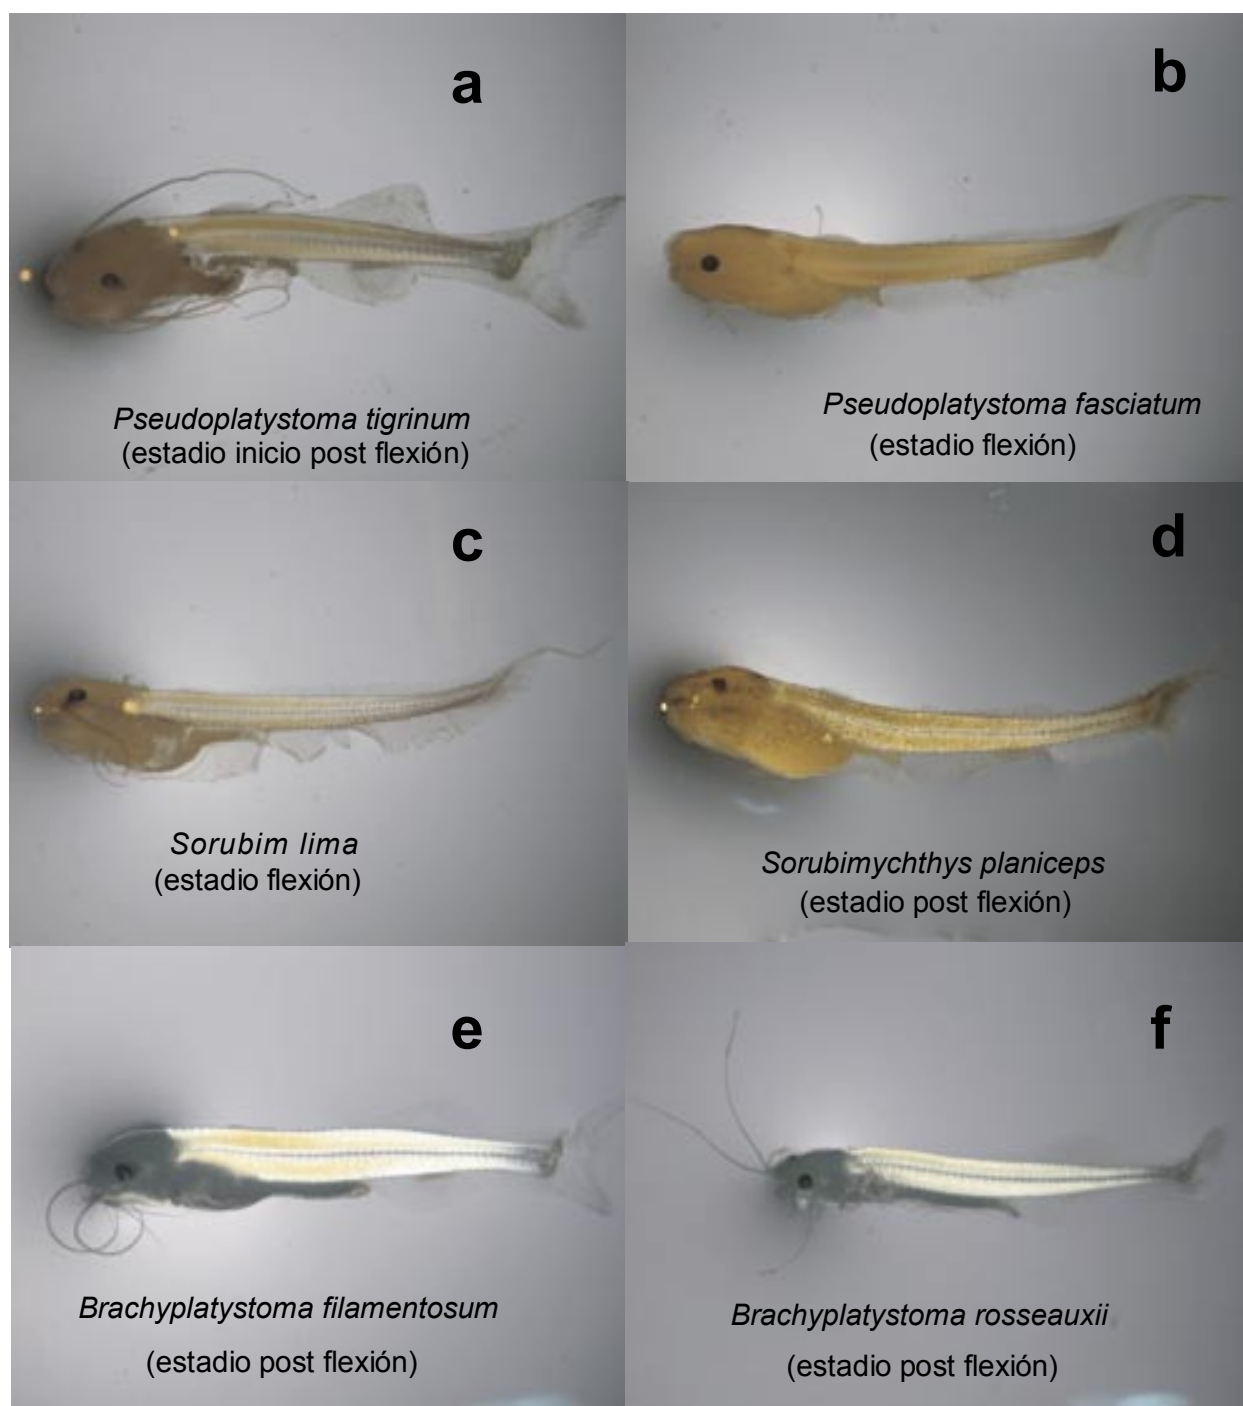 a
b
Pseudoplatystoma tigrinum
(estadio inicio post flexión)
Pseudoplatystoma fasciatum
(estadio flexión)
c
d
Sorubim lima
(estadio flexión)
Sorubimychthys planiceps
(estadio post flexión)
e
f
Brachyplatystoma filamentosum
(estadio post flexión)
Brachyplatystoma rosseauxii
(estadio post flexión)